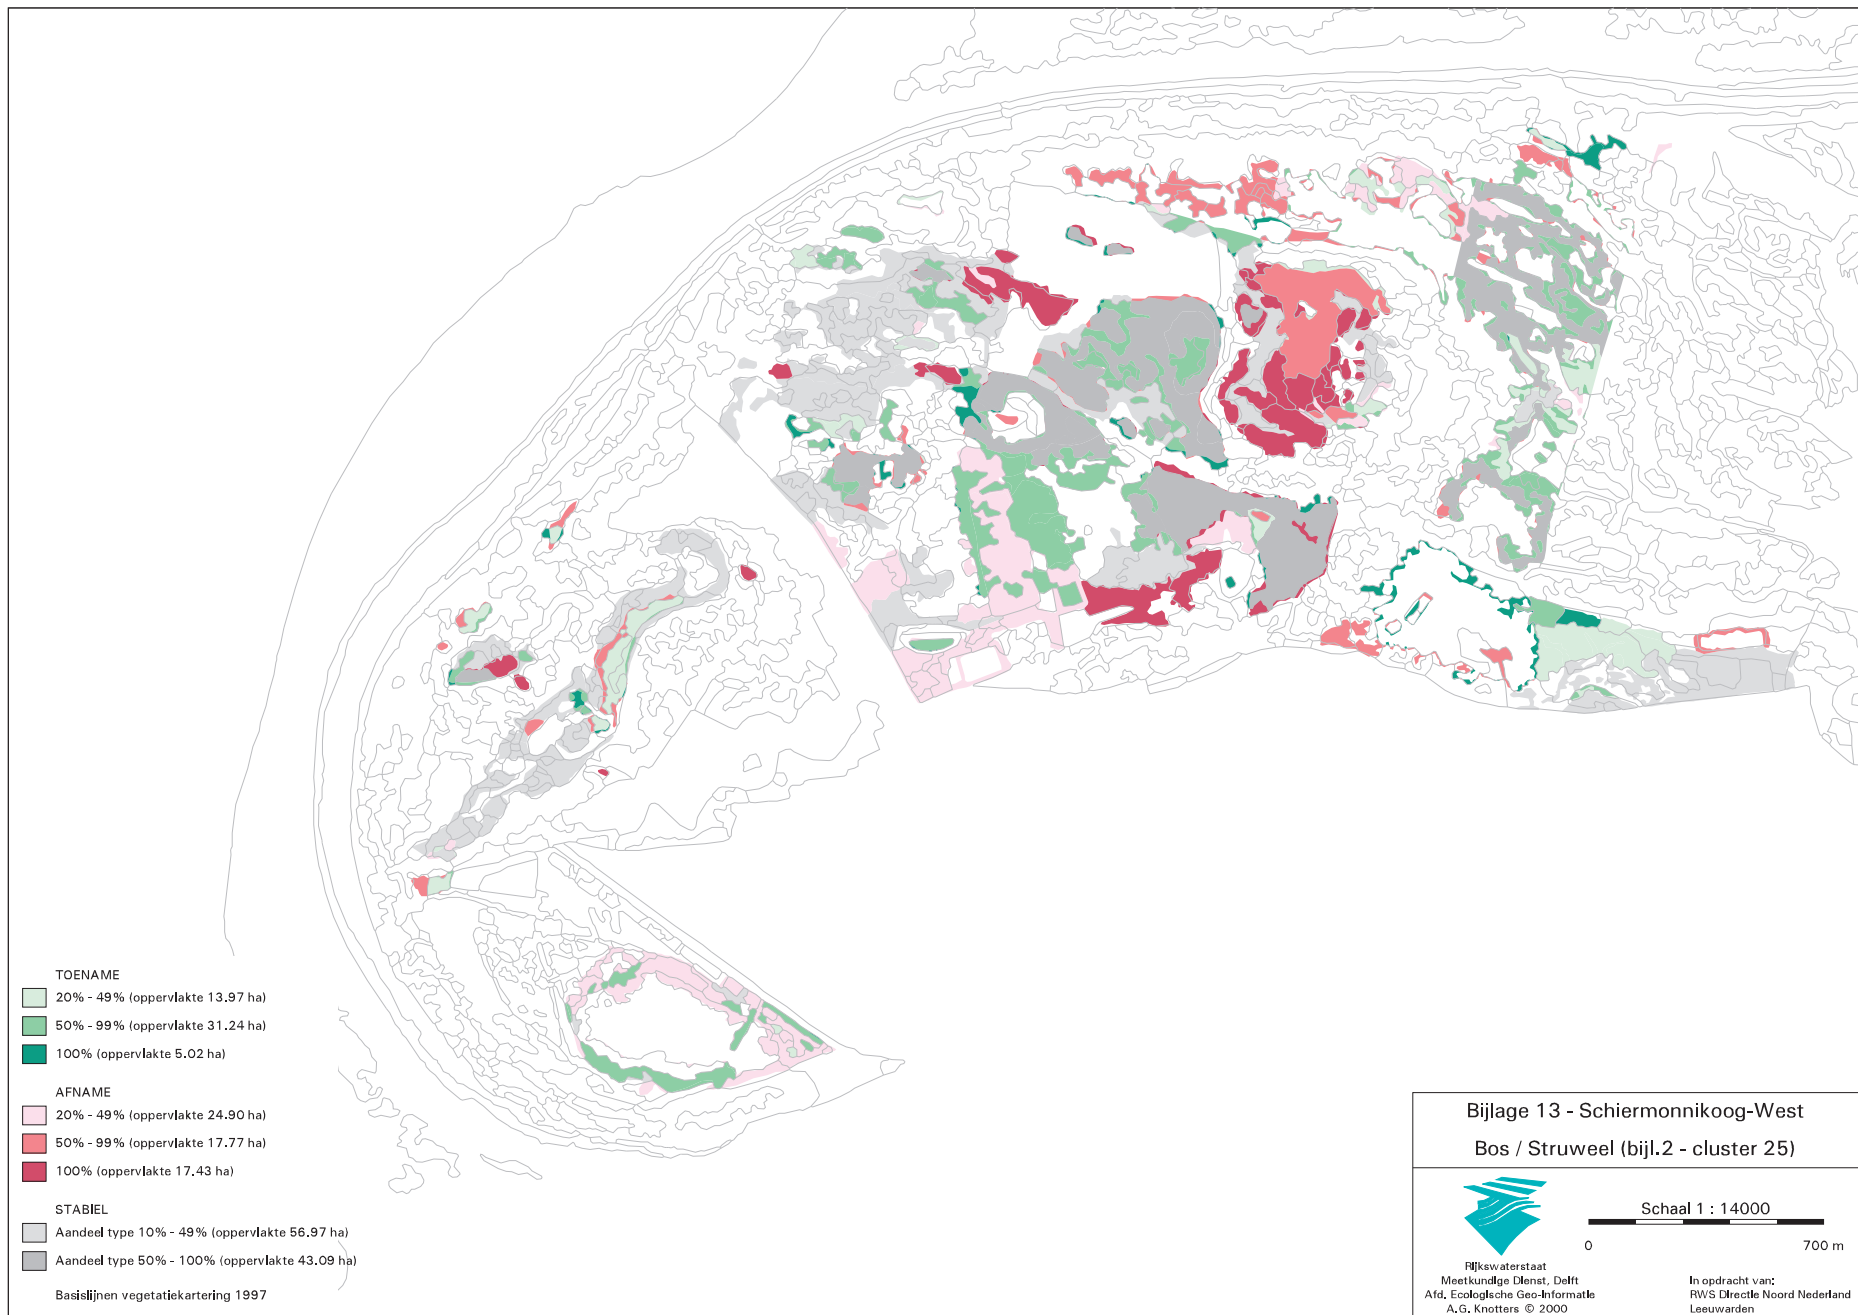 TOENAME
20% - 49% (oppervlakte 13.97 ha)
50% - 99% (oppervlakte 31.24 ha)
100% (oppervlakte 5.02 ha)
AFNAME
20% - 49% (oppervlakte 24.90 ha)
50% - 99% (oppervlakte 17.77 ha)
100% (oppervlakte 17.43 ha)
STABIEL
Aandeel type 10% - 49% (oppervlakte 56.97 ha)
Aandeel type 50% - 100% (oppervlakte 43.09 ha)
Basislijnen vegetatiekartering 1997
Bijlage 13 - Schiermonnikoog-West
Bos / Struweel (bijl.2 - cluster 25)
Schaal 1 : 14000
0 700 m
Rijkswaterstaat
Meetkundige Dienst, Delft
Afd. Ecologische Geo-Informatie
A.G. Knotters © 2000
In opdracht van:
RWS Directie Noord Nederland
Leeuwarden